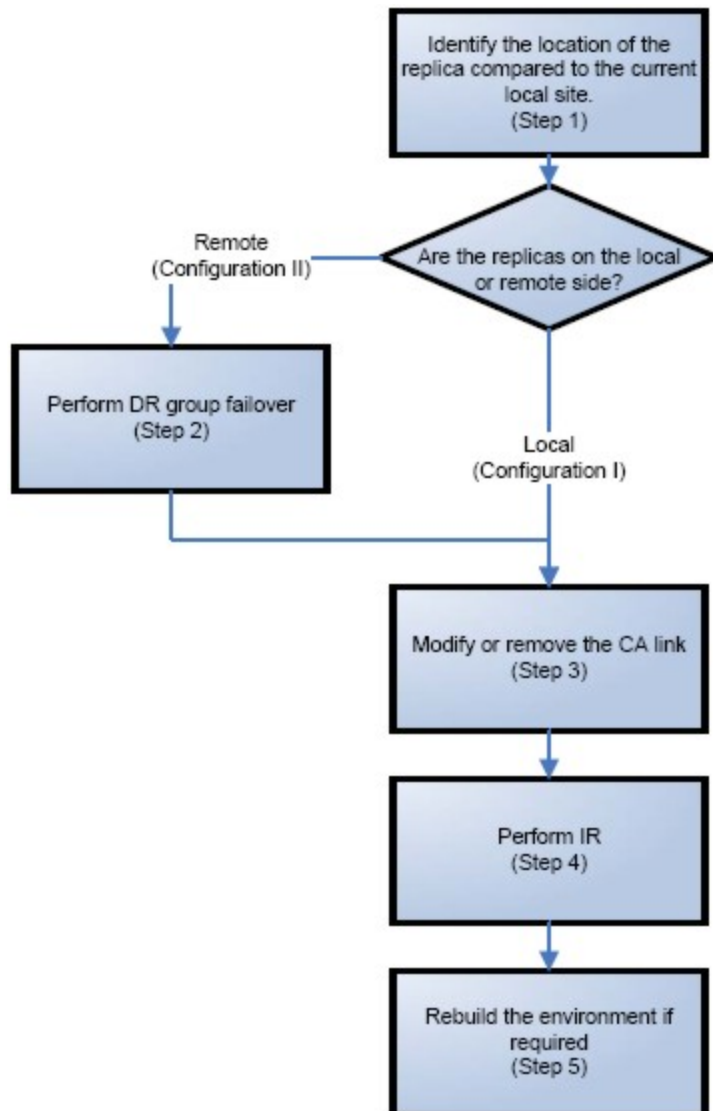 Identify the location of the
replica compared to the current
local site.
(Step 1)
Are the replicas on the local
or remote side?
Remote
(Configuration II)
Perform DR group failover
(Step 2)
Local
(Configuration I)
Modify or remove the CA link
(Step 3)
Perform IR
(Step 4)
Rebuild the environment if
required
(Step 5)